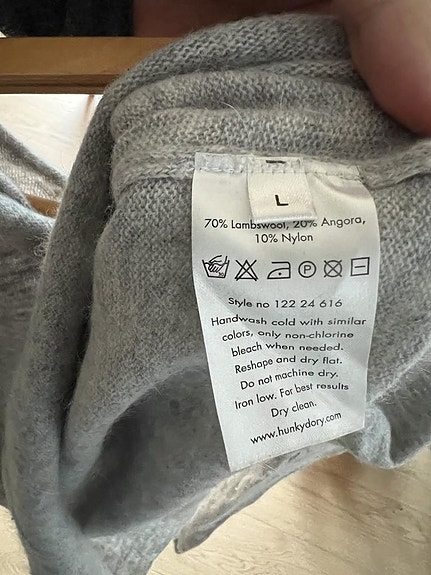 L
70% Lambswool, 20% Angora,
10% Nylon
P
Style no 122 24 616
Handwash cold with similar
colors, only non-chlorine
bleach when needed.
Reshape and dry flat.
Do not machine dry.
Iron low. For best results
Dry clean.
www.hunkydory.com